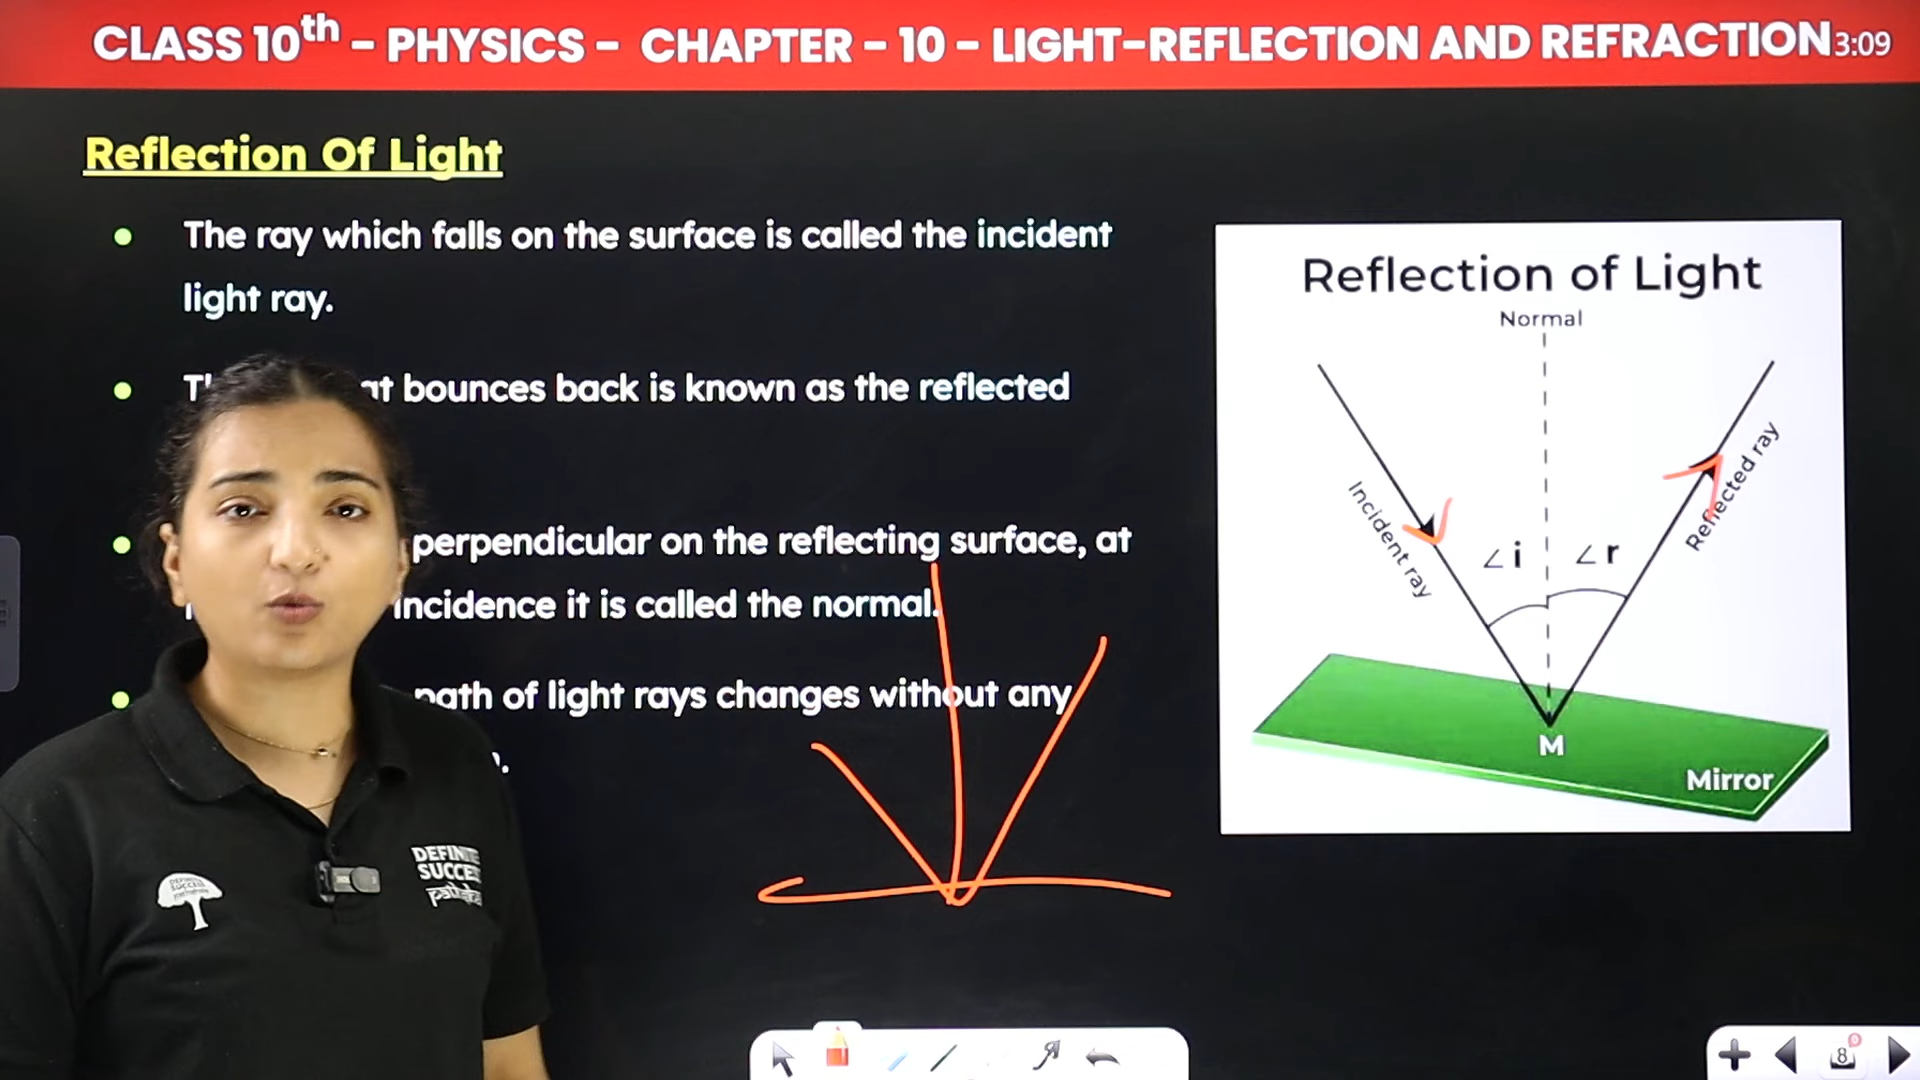 CLASS 10th - PHYSICS - CHAPTER - 10 - LIGHT-REFLECTION AND REFRACTION 3:09
Reflection Of Light
The ray which falls on the surface is called the incident
light ray.
bounces back is known as the reflected
perpendicular on the reflecting surface, at
incidence it is called the normal.
path of light rays changes without any
Reflection of Light
Normal
Incident ray
∠i
∠r
Reflected ray
M
Mirror
DEFINITE
SUCCESS
8